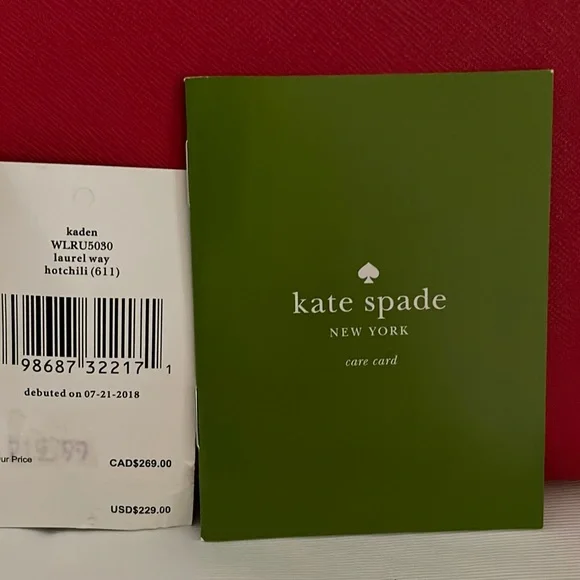 kaden
WLRU5030
laurel way
hotchili (611)
98687 32217 1
debuted on 07-21-2018
Price
CAD$269.00
USD$229.00
kate spade
NEW YORK
care card